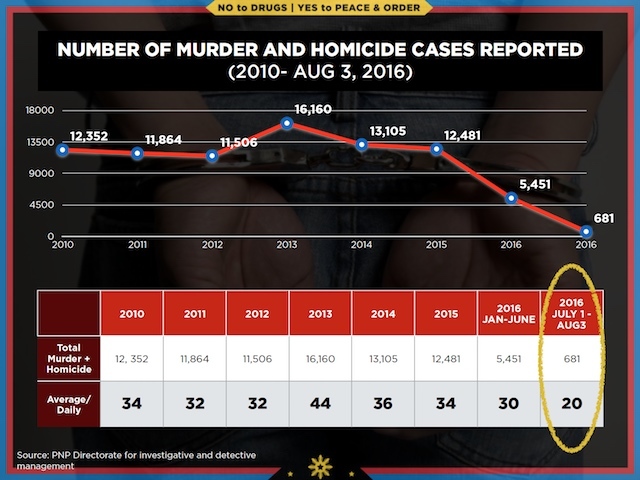 NO to DRUGS | YES to PEACE & ORDER
NUMBER OF MURDER AND HOMICIDE CASES REPORTED
(2010- AUG 3, 2016)
18000
13500
9000
4500
0
12,352
11,864
11,506
16,160
13,105
12,481
5,451
681
2010 2011 2012 2013 2014 2015 2016 2016
2010 2011 2012 2013 2014 2015 2016 JAN-JUNE 2016 JULY 1 - AUG3
Total Murder + Homicide 12, 352 11,864 11,506 16,160 13,105 12,481 5,451 681
Average/ Daily 34 32 32 44 36 34 30 20
Source: PNP Directorate for investigative and detective
management